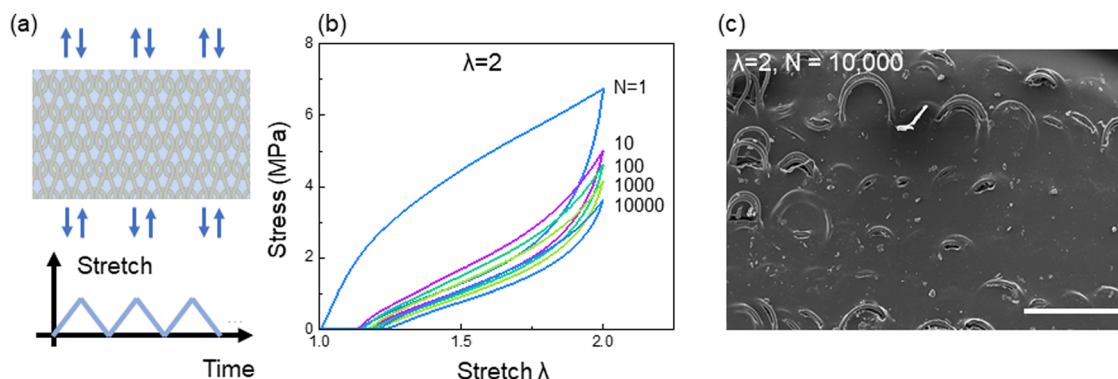 (a)
Stretch
...
Time
(b)
λ=2
N=1
10
100
1000
10000
Stress (MPa)
8
6
4
2
0
1.0
1.5
2.0
Stretch λ
(c)
λ=2, N = 10,000